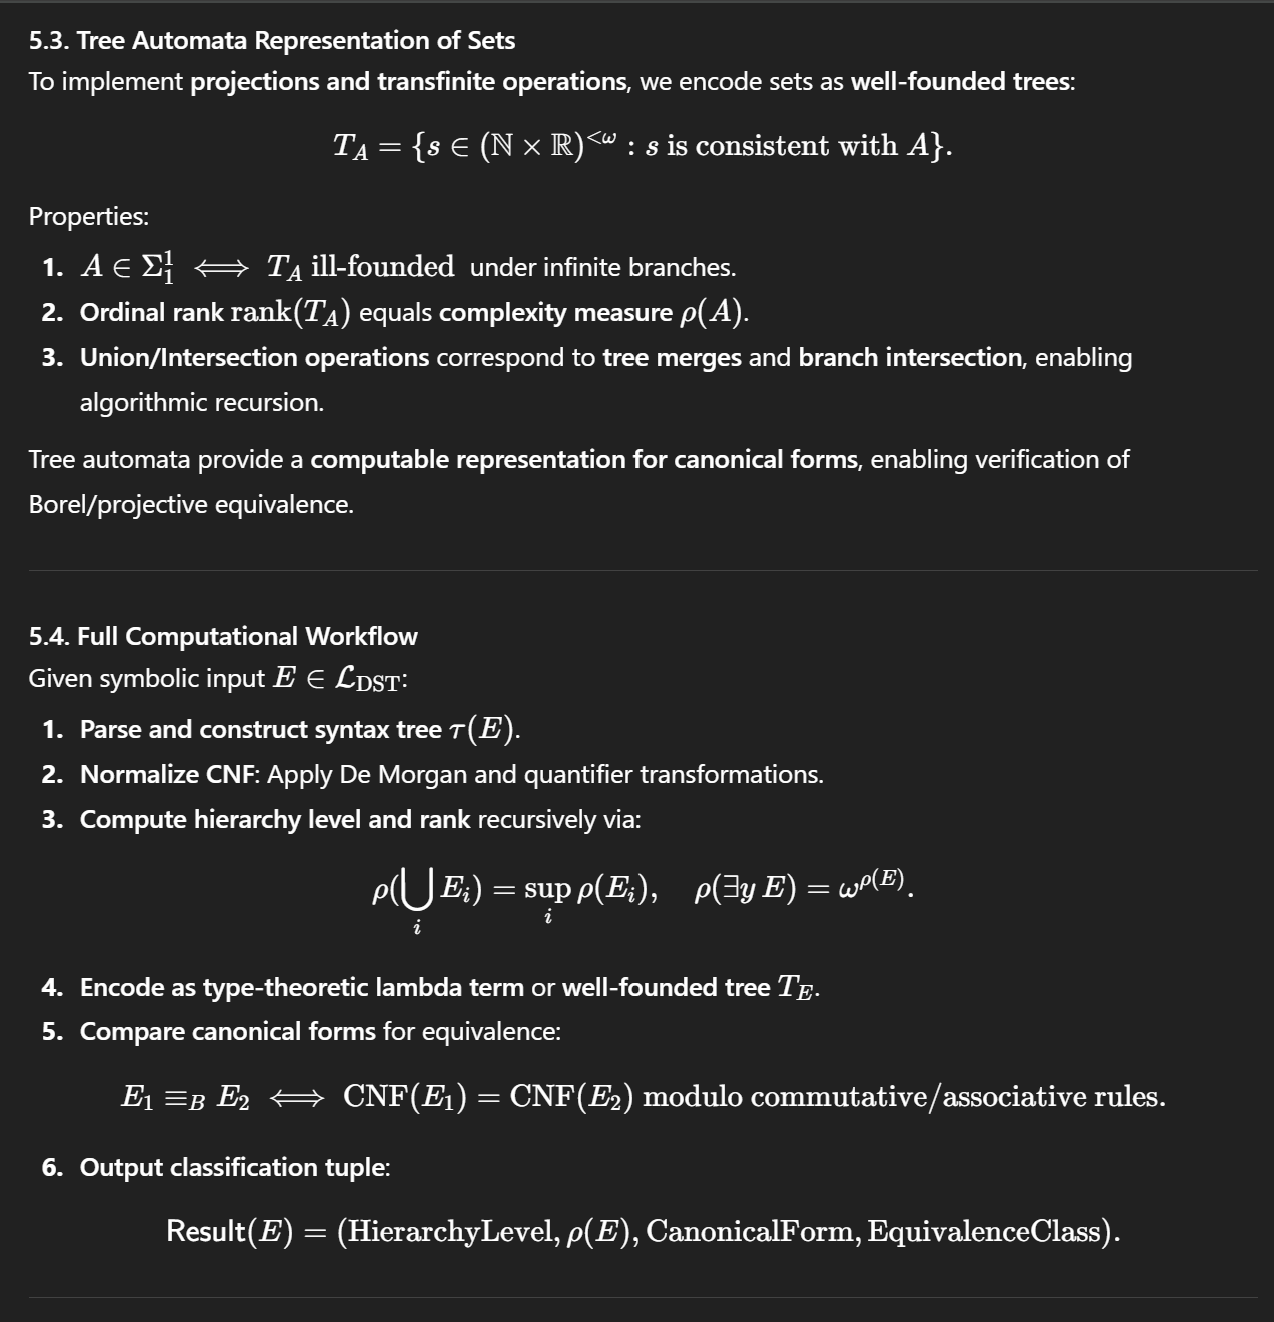 5.3. Tree Automata Representation of Sets
To implement projections and transfinite operations, we encode sets as well-founded trees:
T_A = {s ∈ (ℕ × ℝ)^{<ω} : s is consistent with A}.
Properties:
1. A ∈ Σ^1_1 ⟺ T_A ill-founded under infinite branches.
2. Ordinal rank rank(T_A) equals complexity measure ρ(A).
3. Union/Intersection operations correspond to tree merges and branch intersection, enabling
algorithmic recursion.
Tree automata provide a computable representation for canonical forms, enabling verification of
Borel/projective equivalence.
5.4. Full Computational Workflow
Given symbolic input E ∈ ℒ_DST:
1. Parse and construct syntax tree τ(E).
2. Normalize CNF: Apply De Morgan and quantifier transformations.
3. Compute hierarchy level and rank recursively via:
ρ(⋃_i E_i) = sup_i ρ(E_i), ρ(∃y E) = ω^{ρ(E)}.
4. Encode as type-theoretic lambda term or well-founded tree T_E.
5. Compare canonical forms for equivalence:
E_1 ≡_B E_2 ⟺ CNF(E_1) = CNF(E_2) modulo commutative/associative rules.
6. Output classification tuple:
Result(E) = (HierarchyLevel, ρ(E), CanonicalForm, EquivalenceClass).